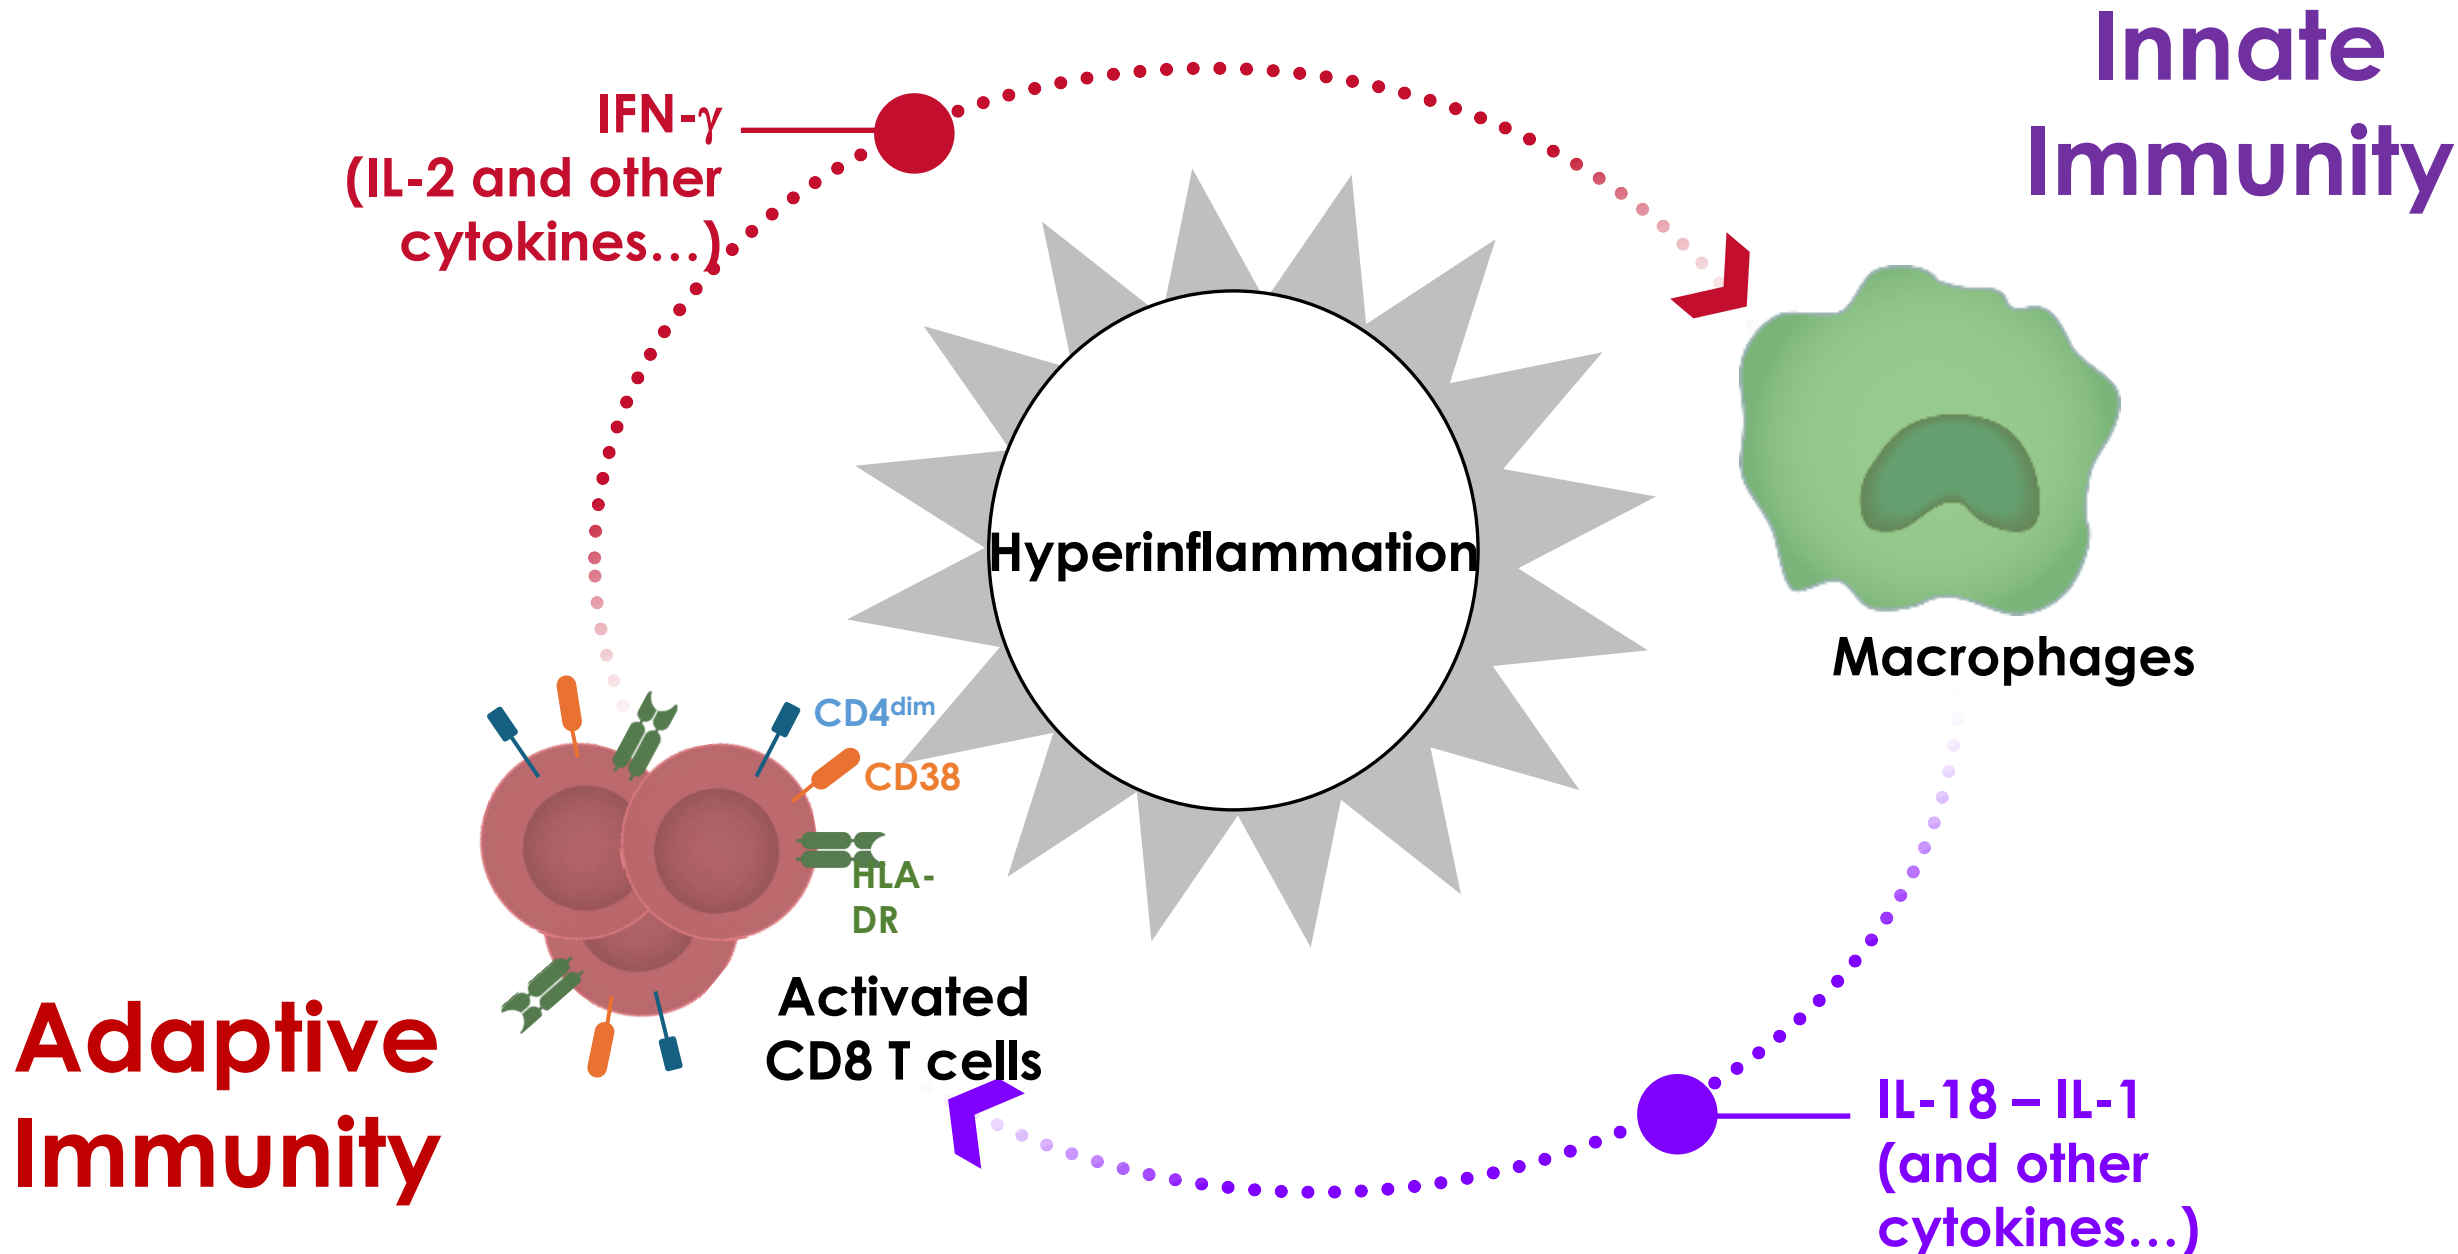 Innate
Immunity
IFN-γ
(IL-2 and other
cytokines...)
Hyperinflammation
Macrophages
CD4dim
CD38
HLA-
DR
Activated
CD8 T cells
Adaptive
Immunity
IL-18 – IL-1
(and other
cytokines...)